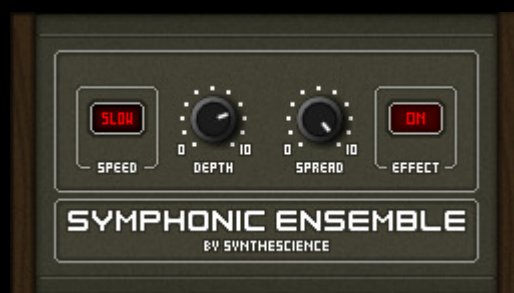 SLOW
ON
0 10
0 10
SPEED
DEPTH
SPREAD
EFFECT
SYMPHONIC ENSEMBLE
BY SYNTHESCIENCE